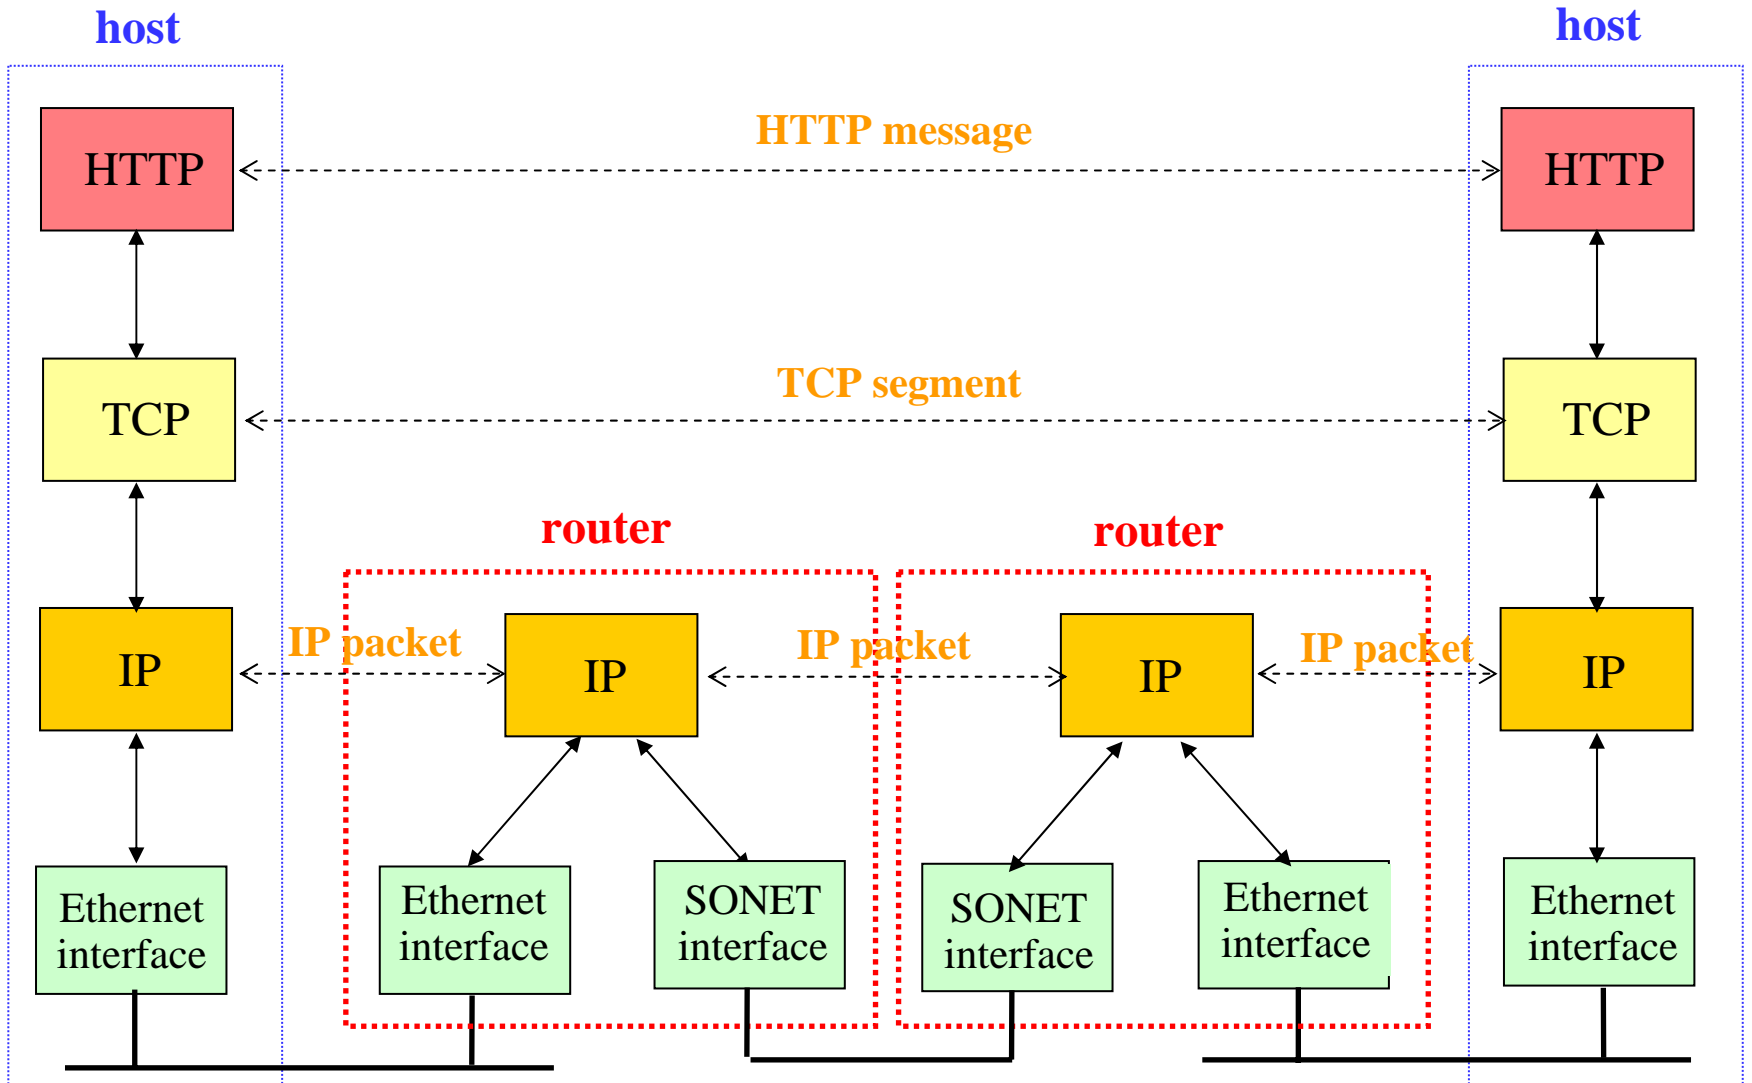 host
host
HTTP
HTTP message
HTTP
TCP
TCP segment
TCP
router
router
IP
IP packet
IP
IP packet
IP
IP packet
IP
Ethernet
interface
Ethernet
interface
SONET
interface
SONET
interface
Ethernet
interface
Ethernet
interface